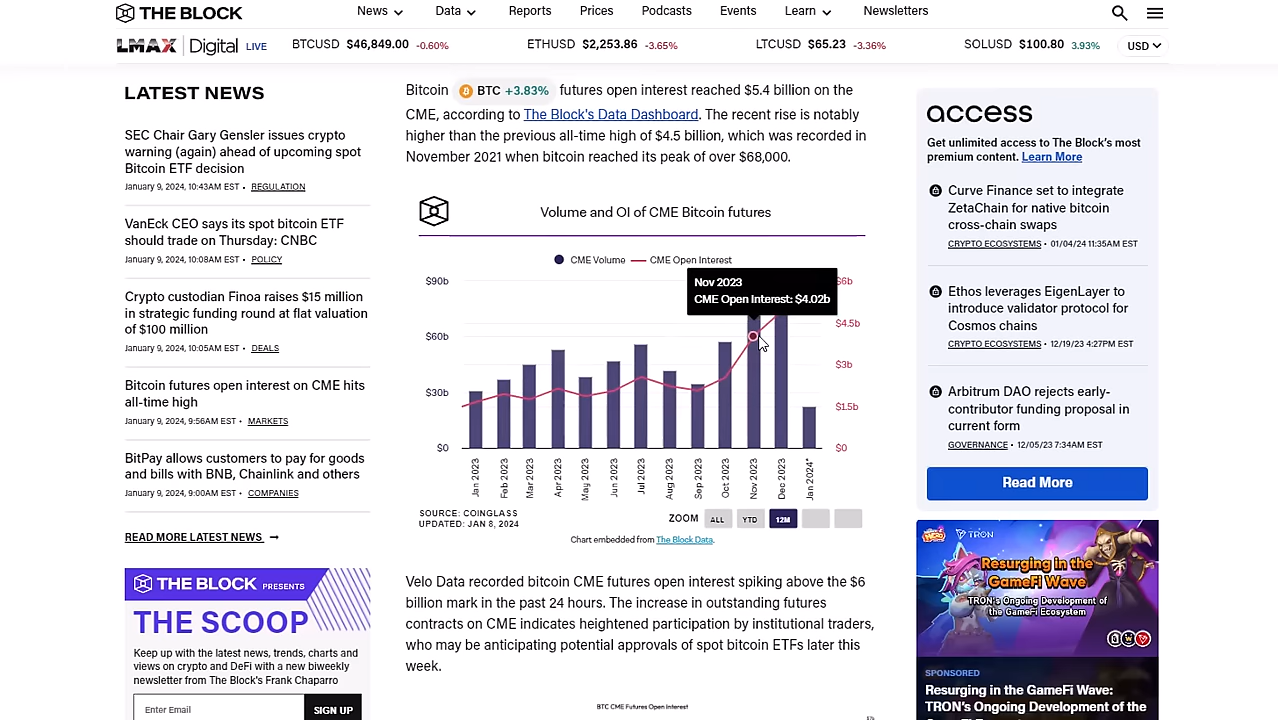 THE BLOCK
News
Data
Reports
Prices
Podcasts
Events
Learn
Newsletters
LMAX Digital LIVE
BTCUSD $46,849.00 -0.60%
ETHUSD $2,253.86 -3.65%
LTCUSD $65.23 -3.36%
SOLUSD $100.80 3.93%
USD
LATEST NEWS
SEC Chair Gary Gensler issues crypto
warning (again) ahead of upcoming spot
Bitcoin ETF decision
January 9, 2024, 10:43AM EST • REGULATION
VanEck CEO says its spot bitcoin ETF
should trade on Thursday: CNBC
January 9, 2024, 10:08AM EST • POLICY
Crypto custodian Finoa raises $15 million
in strategic funding round at flat valuation
of $100 million
January 9, 2024, 10:05AM EST • DEALS
Bitcoin futures open interest on CME hits
all-time high
January 9, 2024, 9:56AM EST • MARKETS
BitPay allows customers to pay for goods
and bills with BNB, Chainlink and others
January 9, 2024, 9:00AM EST • COMPANIES
READ MORE LATEST NEWS →
THE BLOCK PRESENTS
THE SCOOP
Keep up with the latest news, trends, charts and
views on crypto and DeFi with a new biweekly
newsletter from The Block's Frank Chaparro
Enter Email
SIGN UP
Bitcoin BTC +3.83% futures open interest reached $5.4 billion on the
CME, according to The Block's Data Dashboard. The recent rise is notably
higher than the previous all-time high of $4.5 billion, which was recorded in
November 2021 when bitcoin reached its peak of over $68,000.
Volume and OI of CME Bitcoin futures
CME Volume
CME Open Interest
Nov 2023
CME Open Interest: $4.02b
$90b
$60b
$30b
$0
$6b
$4.5b
$3b
$1.5b
$0
Jan 2023
Feb 2023
Mar 2023
Apr 2023
May 2023
Jun 2023
Jul 2023
Aug 2023
Sep 2023
Oct 2023
Nov 2023
Dec 2023
Jan 2024*
SOURCE: COINGLASS
UPDATED: JAN 8, 2024
ZOOM ALL YTD 12M
Chart embedded from The Block Data.
Velo Data recorded bitcoin CME futures open interest spiking above the $6
billion mark in the past 24 hours. The increase in outstanding futures
contracts on CME indicates heightened participation by institutional traders,
who may be anticipating potential approvals of spot bitcoin ETFs later this
week.
BTC CME Futures Open Interest
access
Get unlimited access to The Block's most
premium content. Learn More
Curve Finance set to integrate
ZetaChain for native bitcoin
cross-chain swaps
CRYPTO ECOSYSTEMS • 01/04/24 11:35AM EST
Ethos leverages EigenLayer to
introduce validator protocol for
Cosmos chains
CRYPTO ECOSYSTEMS • 12/19/23 4:27PM EST
Arbitrum DAO rejects early-
contributor funding proposal in
current form
GOVERNANCE • 12/05/23 7:34AM EST
Read More
TRON
Resurging in the
GameFi Wave
TRON's Ongoing Development of
the GameFi Ecosystem
SPONSORED
Resurging in the GameFi Wave:
TRON's Ongoing Development of the